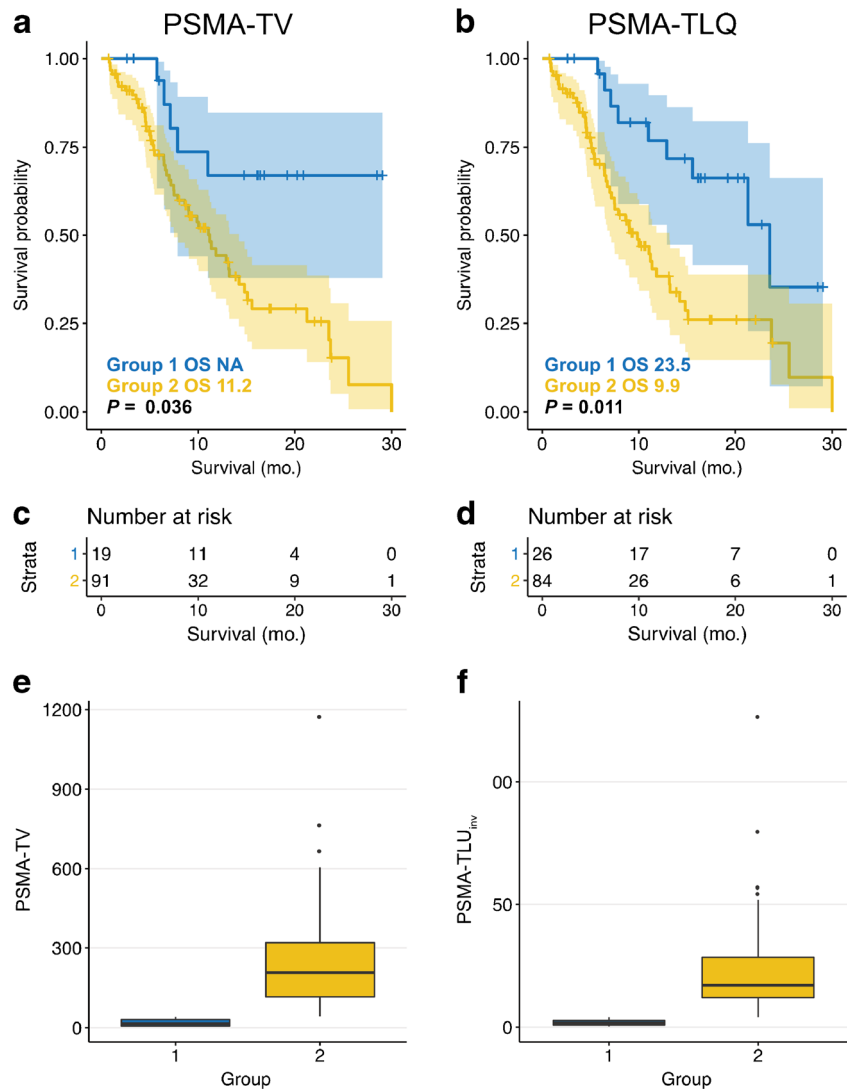 a PSMA-TV
1.00
0.75
0.50
0.25
0.00
Survival probability
Group 1 OS NA
Group 2 OS 11.2
P = 0.036
0 10 20 30
Survival (mo.)
b PSMA-TLQ
1.00
0.75
0.50
0.25
0.00
Survival probability
Group 1 OS 23.5
Group 2 OS 9.9
P = 0.011
0 10 20 30
Survival (mo.)
c Number at risk
Strata
1 19 11 4 0
2 91 32 9 1
0 10 20 30
Survival (mo.)
d Number at risk
Strata
1 26 17 7 0
2 84 26 6 1
0 10 20 30
Survival (mo.)
e
1200
900
600
300
0
PSMA-TV
1 2
Group
f
00
50
0
PSMA-TLUinv
1 2
Group